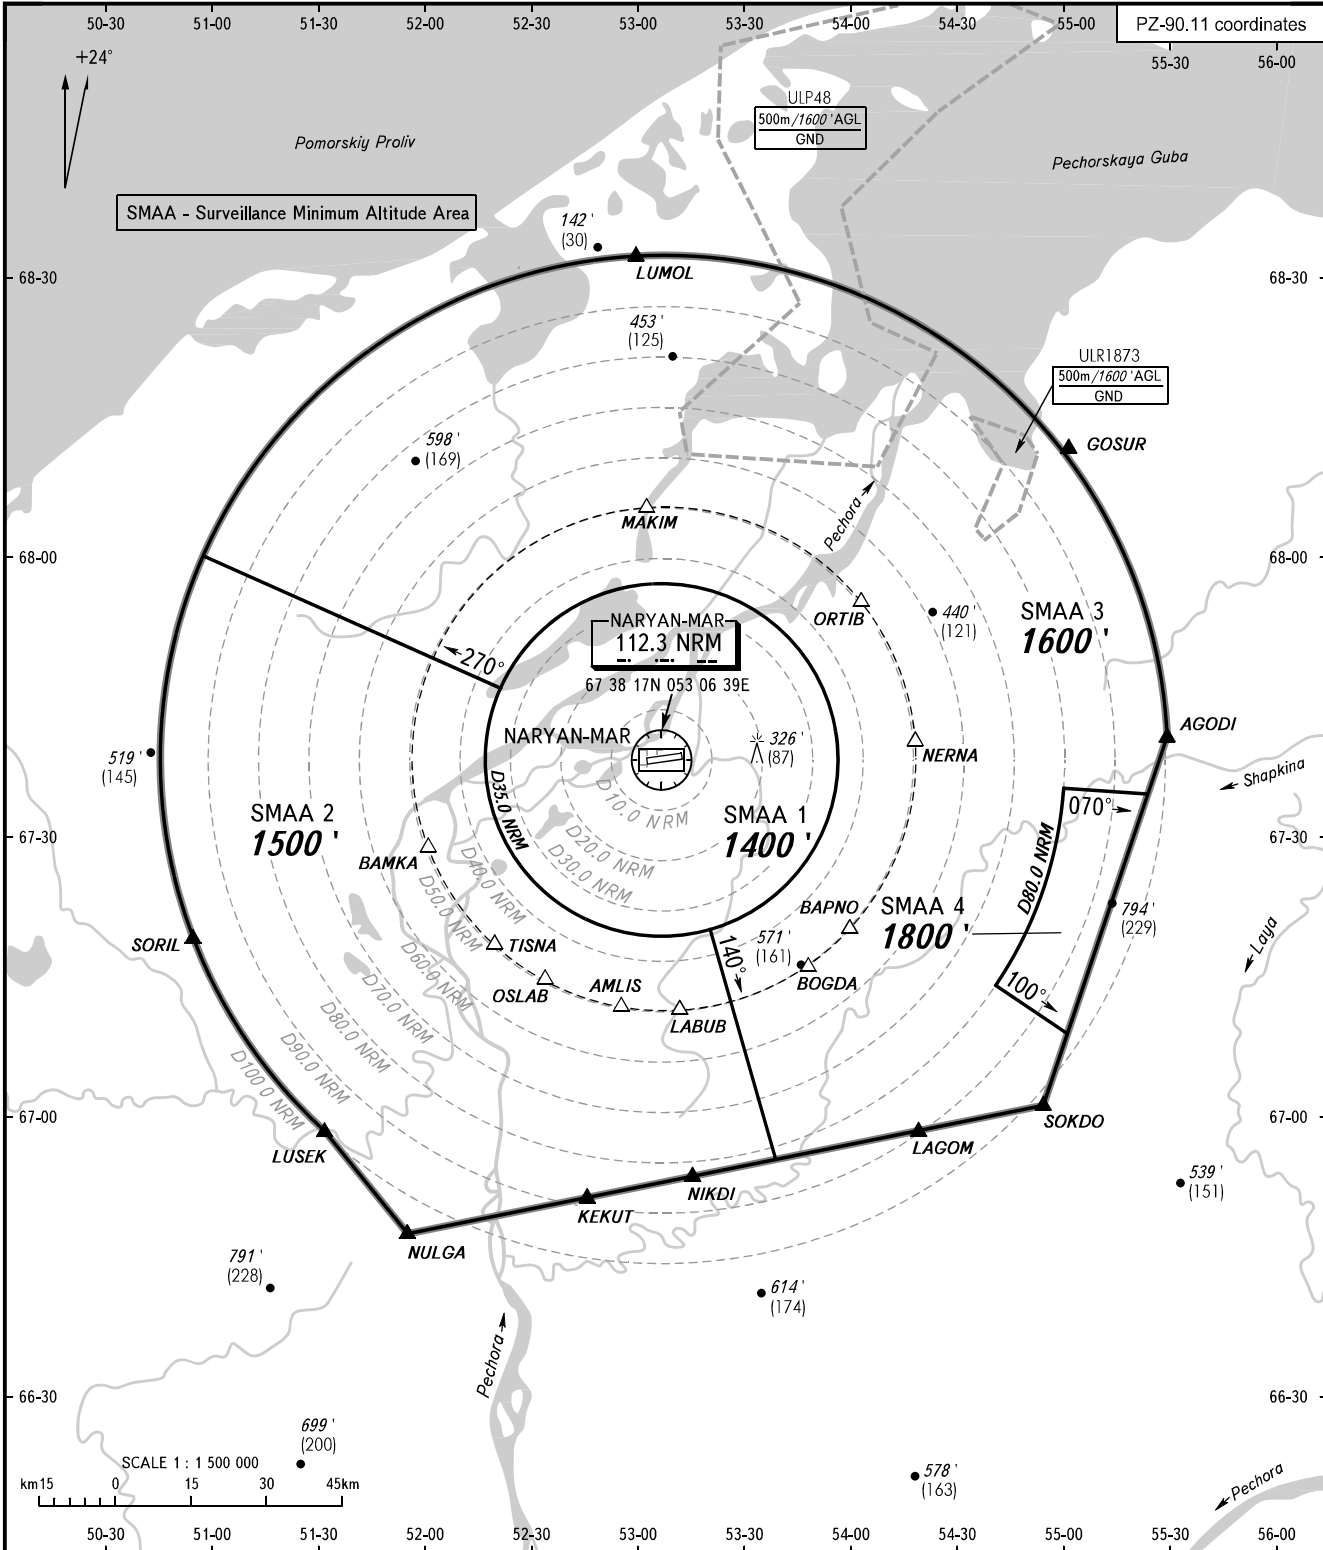 50-30 51-00 51-30 52-00 52-30 53-00 53-30 54-00 54-30 55-00
PZ-90.11 coordinates
55-30 56-00
+24°
ULP48
500m/1600 'AGL
GND
Pomorskiy Proliv
Pechorskaya Guba
SMAA - Surveillance Minimum Altitude Area
142 '
(30)
68-30
LUMOL
68-30
453 '
(125)
ULR1873
500m/1600 'AGL
GND
598 '
(169)
GOSUR
Pechora
MAKIM
68-00
68-00
ORTIB
440 '
(121)
SMAA 3
1600 '
NARYAN-MAR
112.3 NRM
67 38 17N 053 06 39E
270°
NARYAN-MAR
326 '
(87)
NERNA
AGODI
519 '
(145)
Shapkina
D35.0 NRM
D10.0 NRM
070°
SMAA 2
1500 '
SMAA 1
1400 '
67-30
67-30
D20.0 NRM
D30.0 NRM
D40.0 NRM
D50.0 NRM
D60.0 NRM
D70.0 NRM
D80.0 NRM
D90.0 NRM
D100.0 NRM
D80.0 NRM
BAMKA
BAPNO
SMAA 4
1800 '
794 '
(229)
SORIL
TISNA
140°
571 '
(161)
BOGDA
Laya
OSLAB
AMLIS
LABUB
100°
67-00
67-00
SOKDO
LUSEK
LAGOM
NIKDI
539 '
(151)
KEKUT
NULGA
791 '
(228)
614 '
(174)
Pechora
66-30
66-30
699 '
(200)
SCALE 1 : 1 500 000
km15 0 15 30 45km
578 '
(163)
Pechora
50-30 51-00 51-30 52-00 52-30 53-00 53-30 54-00 54-30 55-00 55-30 56-00